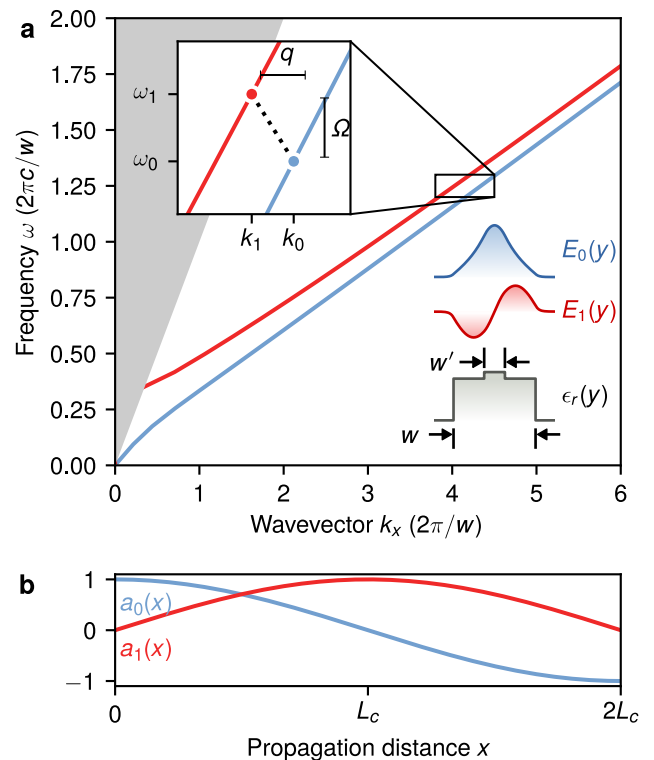 a
2.00
1.75
1.50
1.25
1.00
0.75
0.50
0.25
0.00
Frequency ω (2πc/w)
q
ω₁
Ω
ω₀
k₁ k₀
E₀(y)
E₁(y)
w'
ϵᵣ(y)
w
0 1 2 3 4 5 6
Wavevector kₓ (2π/w)
b
1
0
−1
a₀(x)
a₁(x)
0 L_c 2L_c
Propagation distance x